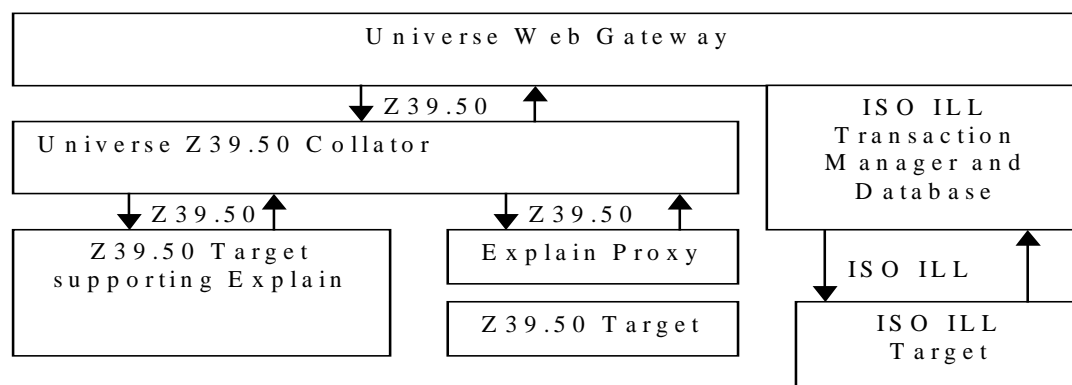 Universe Web Gateway
Z39.50
ISO ILL
Transaction
Manager and
Database
Universe Z39.50 Collator
Z39.50
Z39.50
Z39.50 Target
supporting Explain
Explain Proxy
ISO ILL
Z39.50 Target
ISO ILL
Target